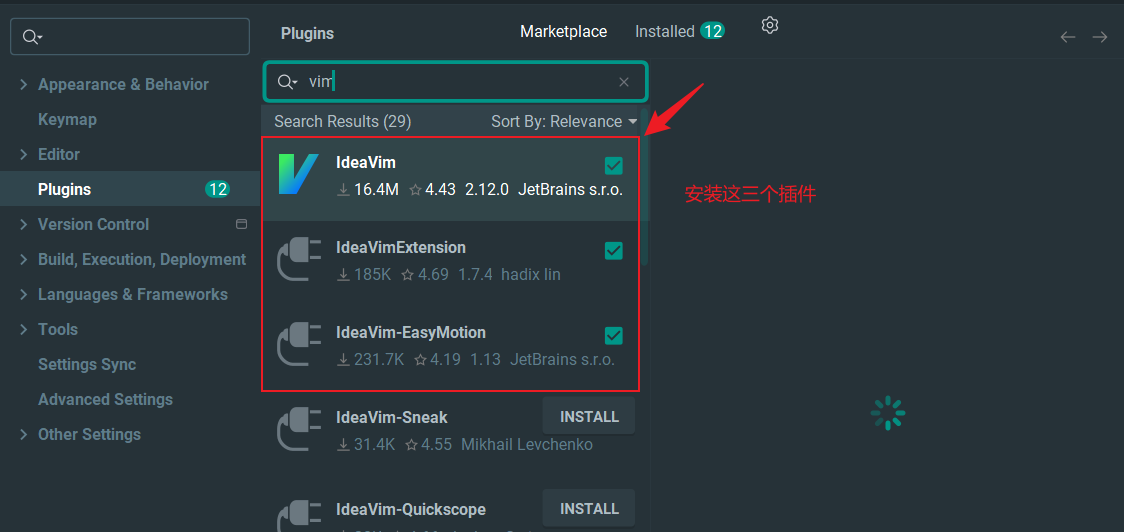 Plugins
Marketplace
Installed 12
vim
Appearance & Behavior
Keymap
Editor
Plugins 12
Version Control
Build, Execution, Deployment
Languages & Frameworks
Tools
Settings Sync
Advanced Settings
Other Settings
Search Results (29) Sort By: Relevance
IdeaVim
16.4M 4.43 2.12.0 JetBrains s.r.o.
IdeaVimExtension
185K 4.69 1.7.4 hadix lin
IdeaVim-EasyMotion
231.7K 4.19 1.13 JetBrains s.r.o.
IdeaVim-Sneak INSTALL
31.4K 4.55 Mikhail Levchenko
IdeaVim-Quickscope INSTALL
安装这三个插件